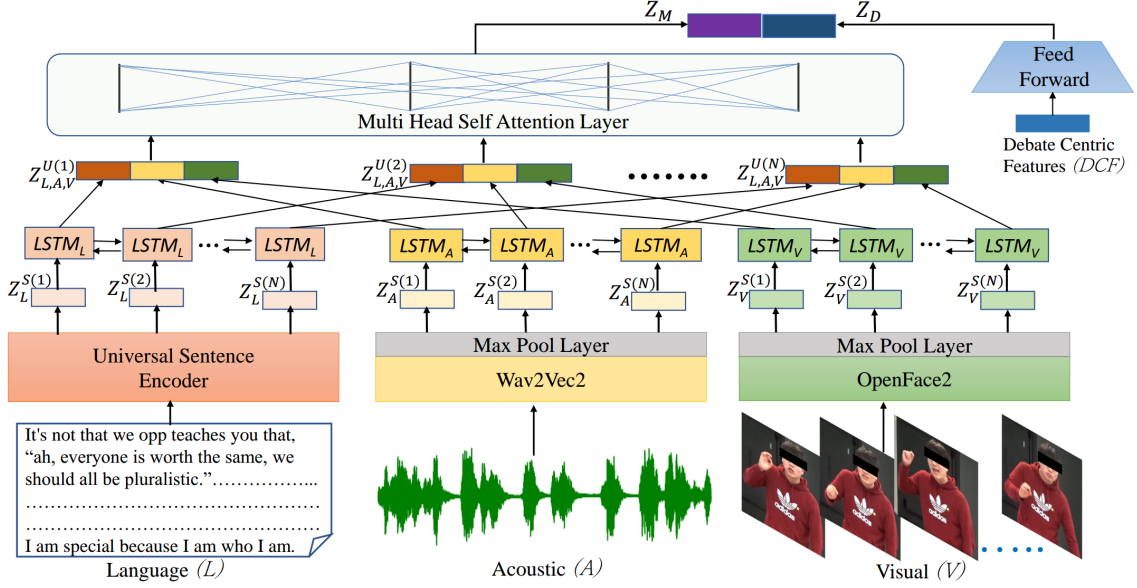 Z_M
Z_D
Feed
Forward
Multi Head Self Attention Layer
Debate Centric
Features (DCF)
Z_{L,A,V}^{U(1)}
Z_{L,A,V}^{U(2)}
.......
Z_{L,A,V}^{U(N)}
LSTM_L LSTM_L ... LSTM_L
LSTM_A LSTM_A ... LSTM_A
LSTM_V LSTM_V ... LSTM_V
Z_L^{S(1)} Z_L^{S(2)} Z_L^{S(N)}
Z_A^{S(1)} Z_A^{S(2)} Z_A^{S(N)}
Z_V^{S(1)} Z_V^{S(2)} Z_V^{S(N)}
Universal Sentence
Encoder
Max Pool Layer
Wav2Vec2
Max Pool Layer
OpenFace2
It's not that we opp teaches you that,
“ah, everyone is worth the same, we
should all be pluralistic.”………………...
………………………………………
………………………………………
I am special because I am who I am.
adidas
adidas
adidas
adidas
Language (L)
Acoustic (A)
Visual (V)